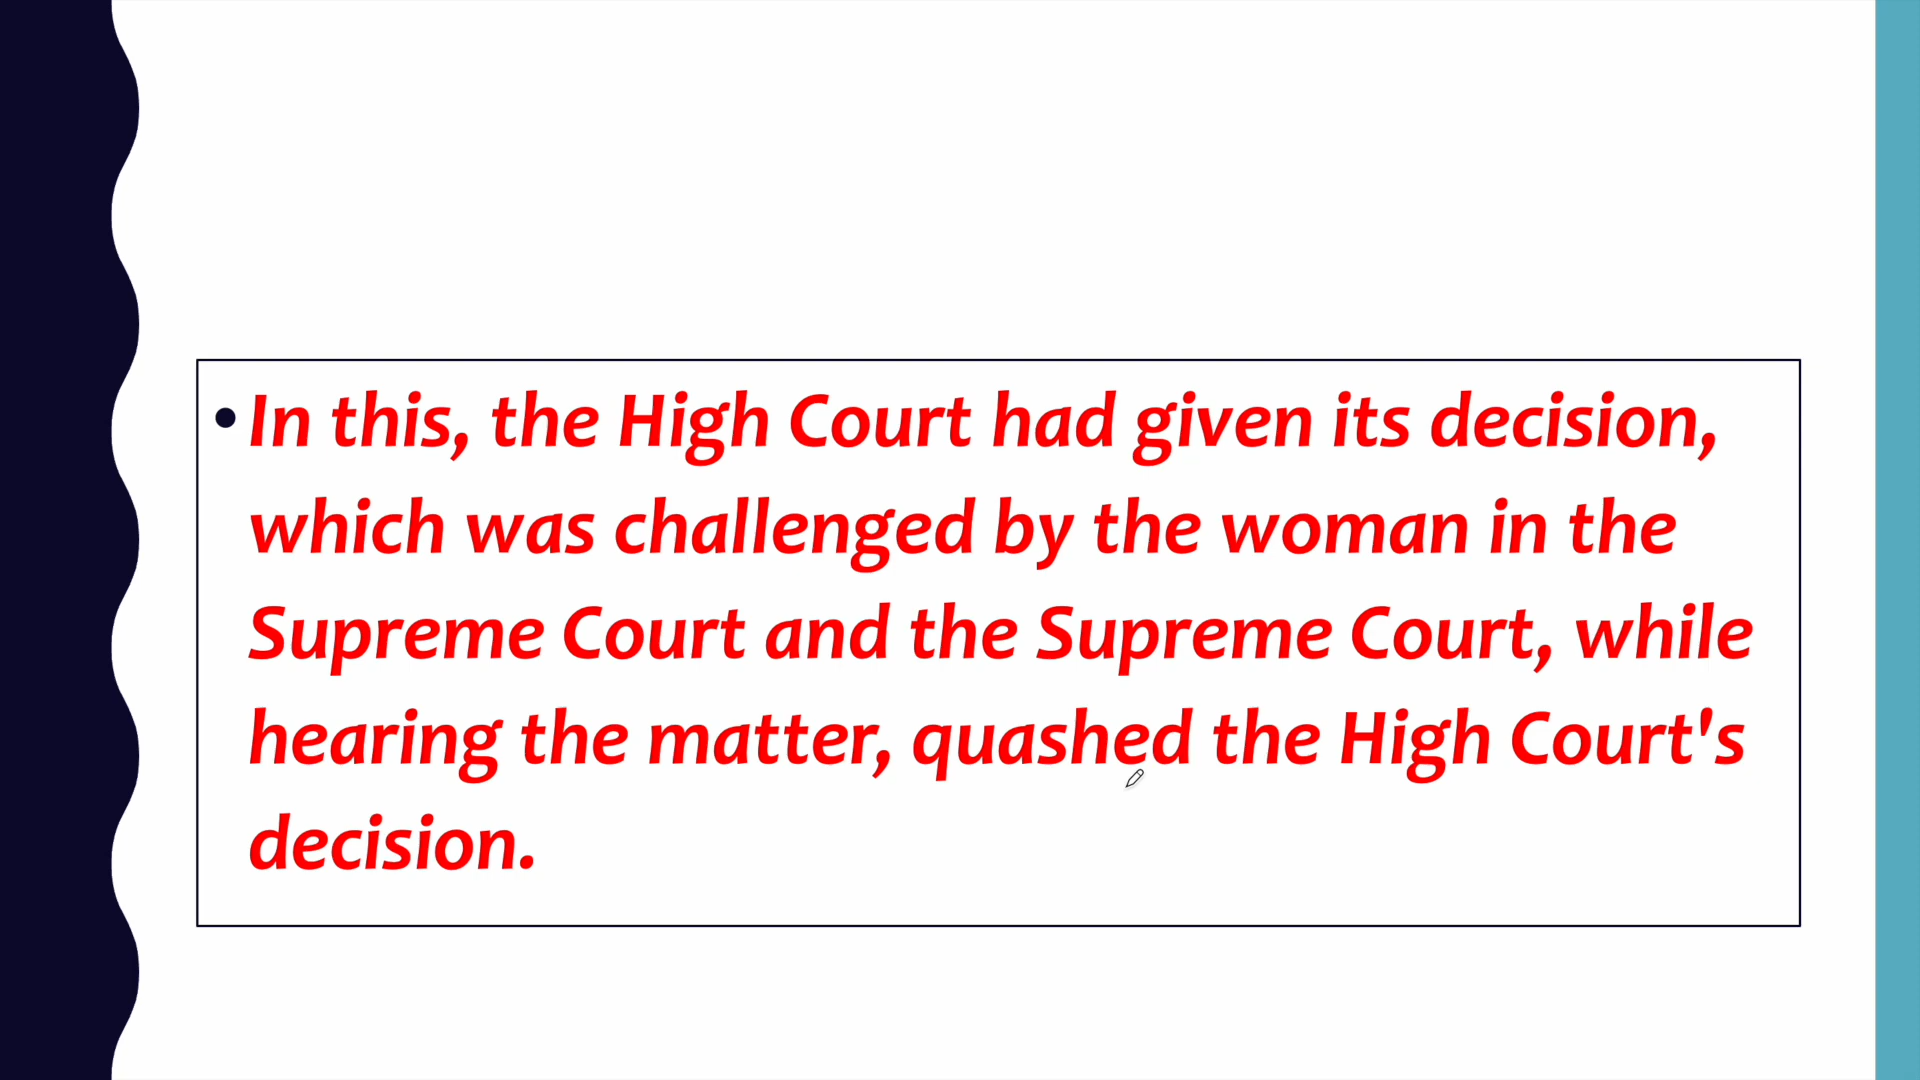 • In this, the High Court had given its decision,
which was challenged by the woman in the
Supreme Court and the Supreme Court, while
hearing the matter, quashed the High Court's
decision.